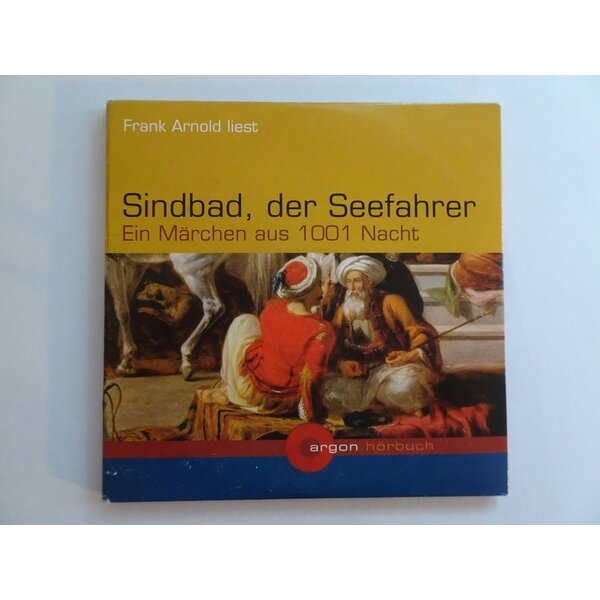 Frank Arnold liest
Sindbad, der Seefahrer
Ein Märchen aus 1001 Nacht
argon hörbuch